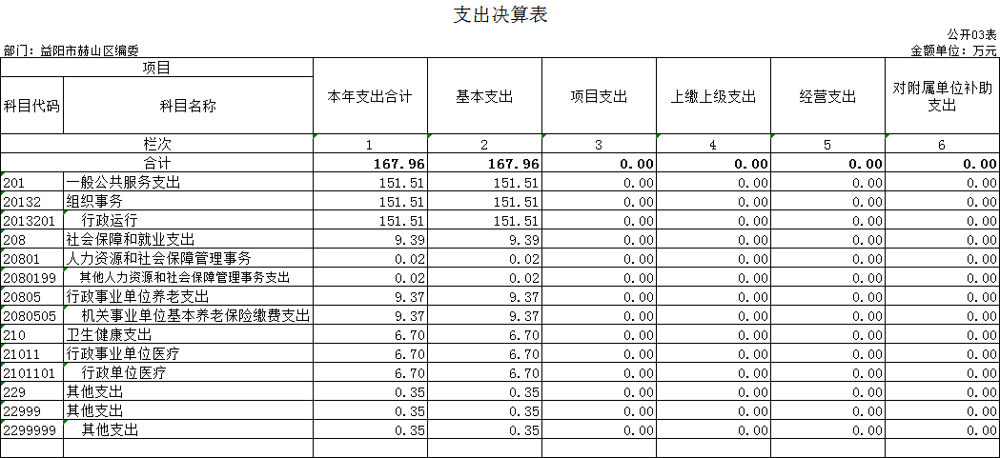 支出决算表
公开03表
部门：益阳市赫山区编委 金额单位：万元
项目 本年支出合计 基本支出 项目支出 上缴上级支出 经营支出 对附属单位补助支出
科目代码 科目名称
栏次 1 2 3 4 5 6
合计 167.96 167.96 0.00 0.00 0.00 0.00
201 一般公共服务支出 151.51 151.51 0.00 0.00 0.00 0.00
20132 组织事务 151.51 151.51 0.00 0.00 0.00 0.00
2013201 行政运行 151.51 151.51 0.00 0.00 0.00 0.00
208 社会保障和就业支出 9.39 9.39 0.00 0.00 0.00 0.00
20801 人力资源和社会保障管理事务 0.02 0.02 0.00 0.00 0.00 0.00
2080199 其他人力资源和社会保障管理事务支出 0.02 0.02 0.00 0.00 0.00 0.00
20805 行政事业单位养老支出 9.37 9.37 0.00 0.00 0.00 0.00
2080505 机关事业单位基本养老保险缴费支出 9.37 9.37 0.00 0.00 0.00 0.00
210 卫生健康支出 6.70 6.70 0.00 0.00 0.00 0.00
21011 行政事业单位医疗 6.70 6.70 0.00 0.00 0.00 0.00
2101101 行政单位医疗 6.70 6.70 0.00 0.00 0.00 0.00
229 其他支出 0.35 0.35 0.00 0.00 0.00 0.00
22999 其他支出 0.35 0.35 0.00 0.00 0.00 0.00
2299999 其他支出 0.35 0.35 0.00 0.00 0.00 0.00